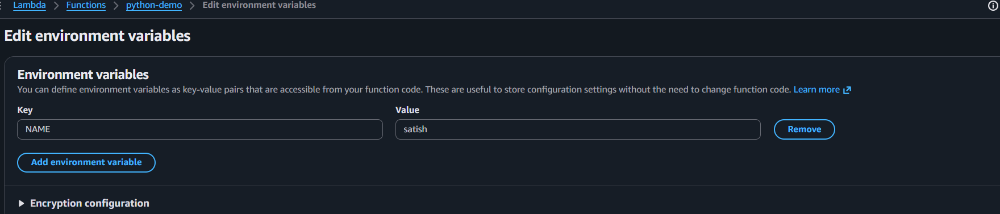 Lambda > Functions > python-demo > Edit environment variables
Edit environment variables
Environment variables
You can define environment variables as key-value pairs that are accessible from your function code. These are useful to store configuration settings without the need to change function code. Learn more
Key Value
NAME satish Remove
Add environment variable
Encryption configuration